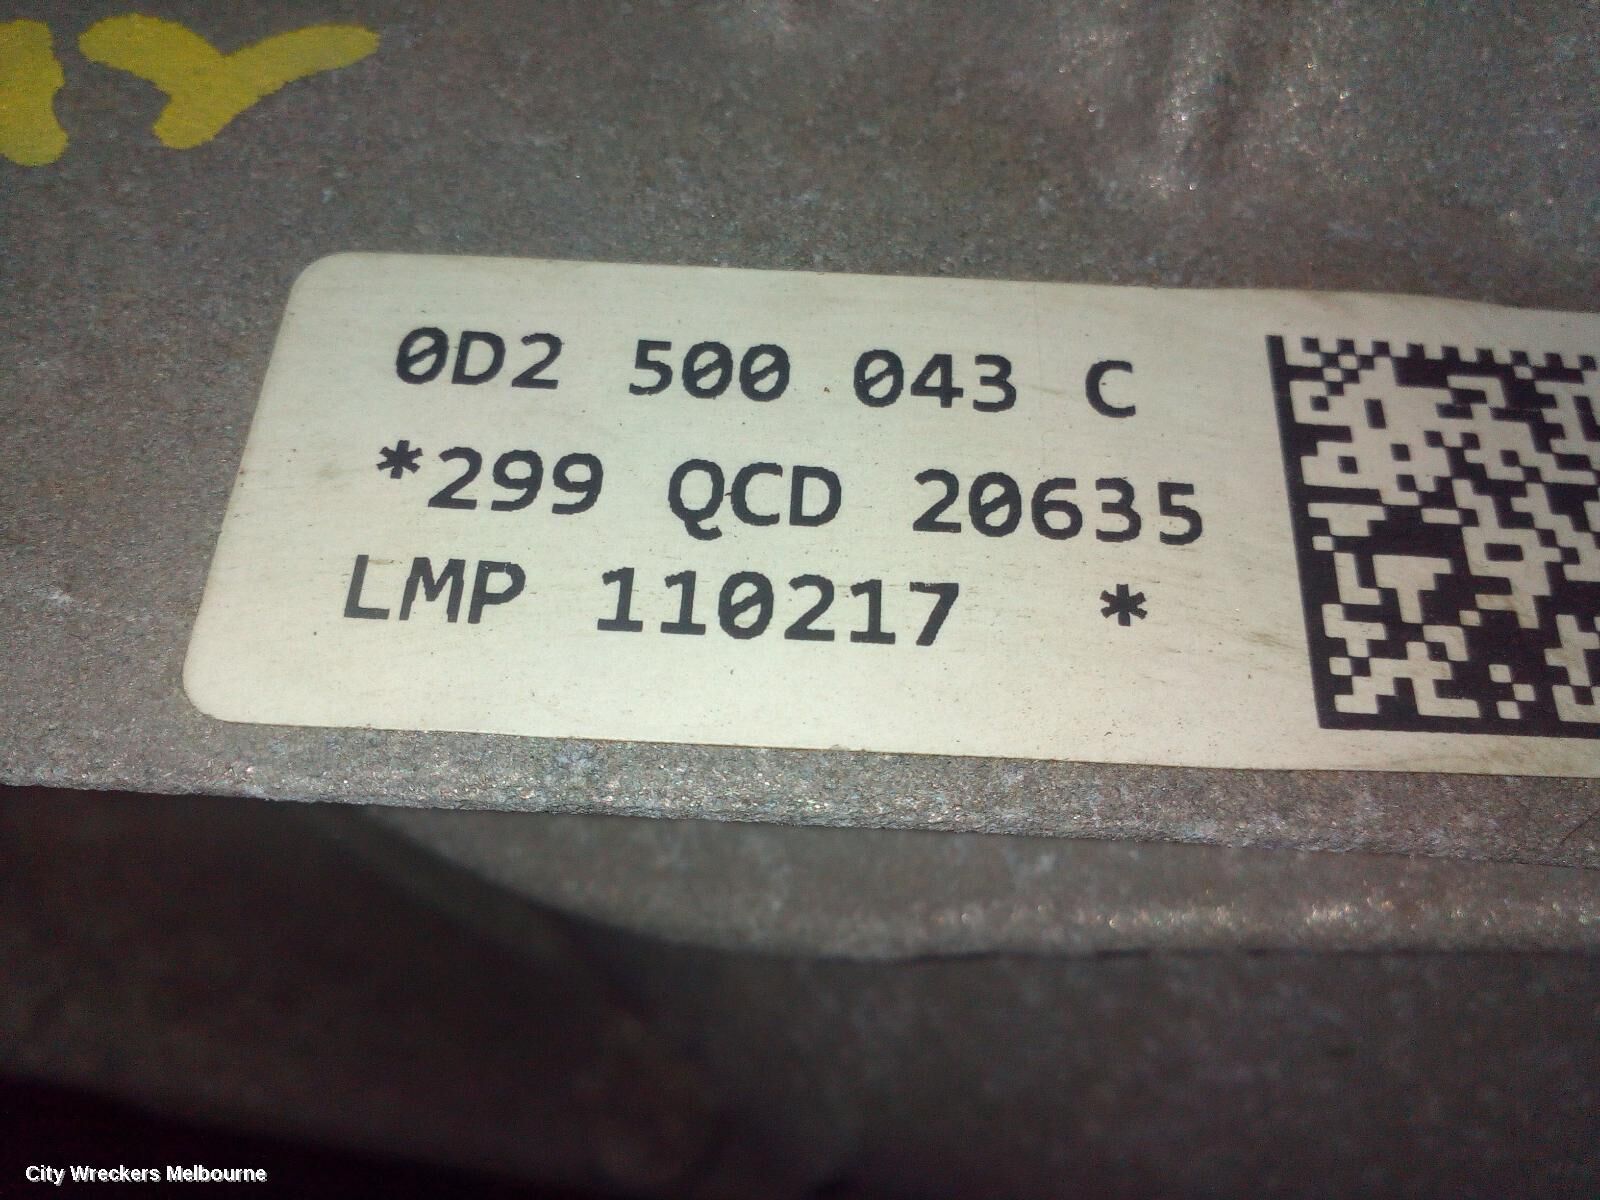 0D2 500 043 C
*299 QCD 20635
LMP 110217 *
City Wreckers Melbourne